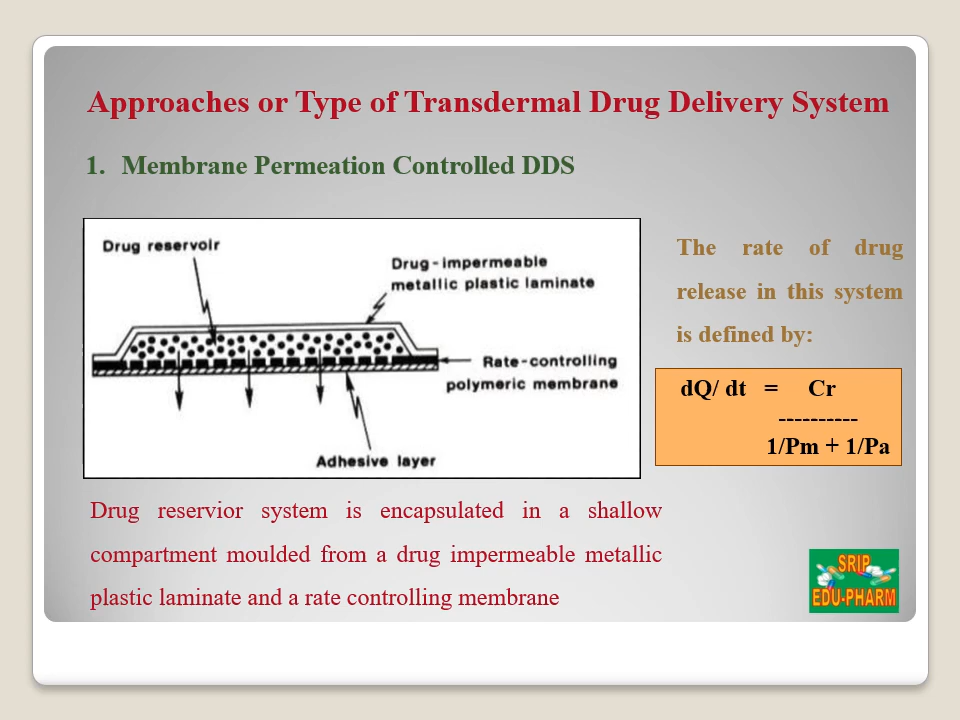 Approaches or Type of Transdermal Drug Delivery System
1. Membrane Permeation Controlled DDS
Drug reservoir
Drug-impermeable
metallic plastic laminate
Rate-controlling
polymeric membrane
Adhesive layer
The rate of drug
release in this system
is defined by:
dQ/ dt = Cr
----------
1/Pm + 1/Pa
Drug reservior system is encapsulated in a shallow
compartment moulded from a drug impermeable metallic
plastic laminate and a rate controlling membrane
SRIP
EDU-PHARM